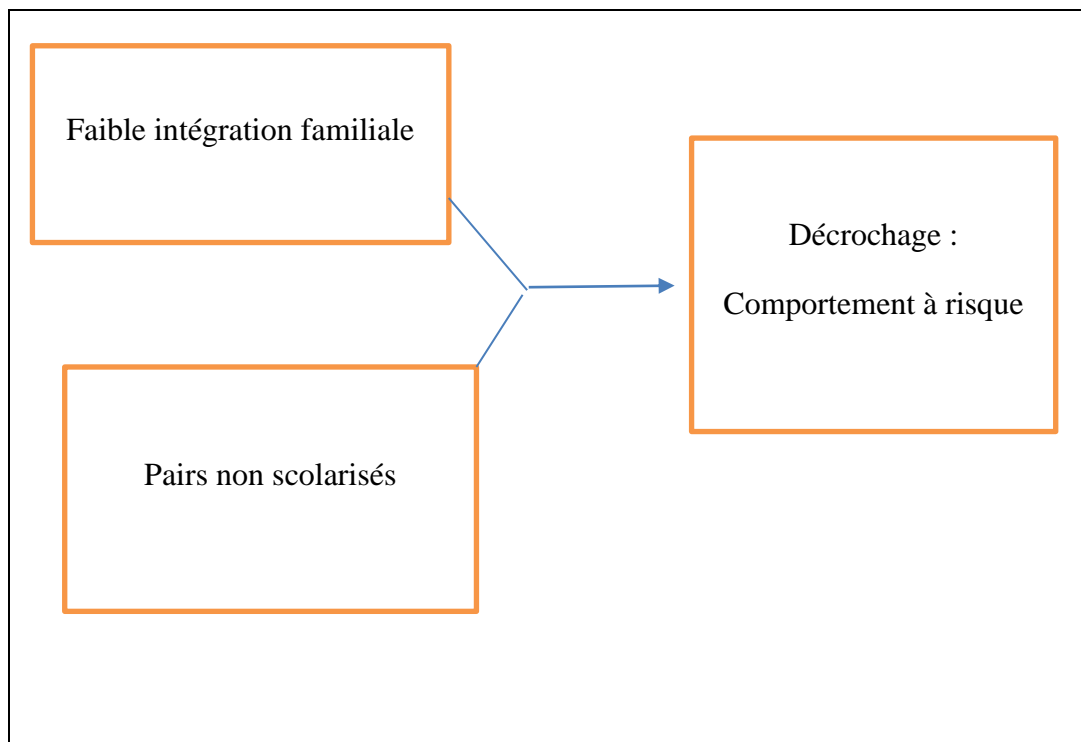 Faible intégration familiale
Pairs non scolarisés
Décrochage :
Comportement à risque